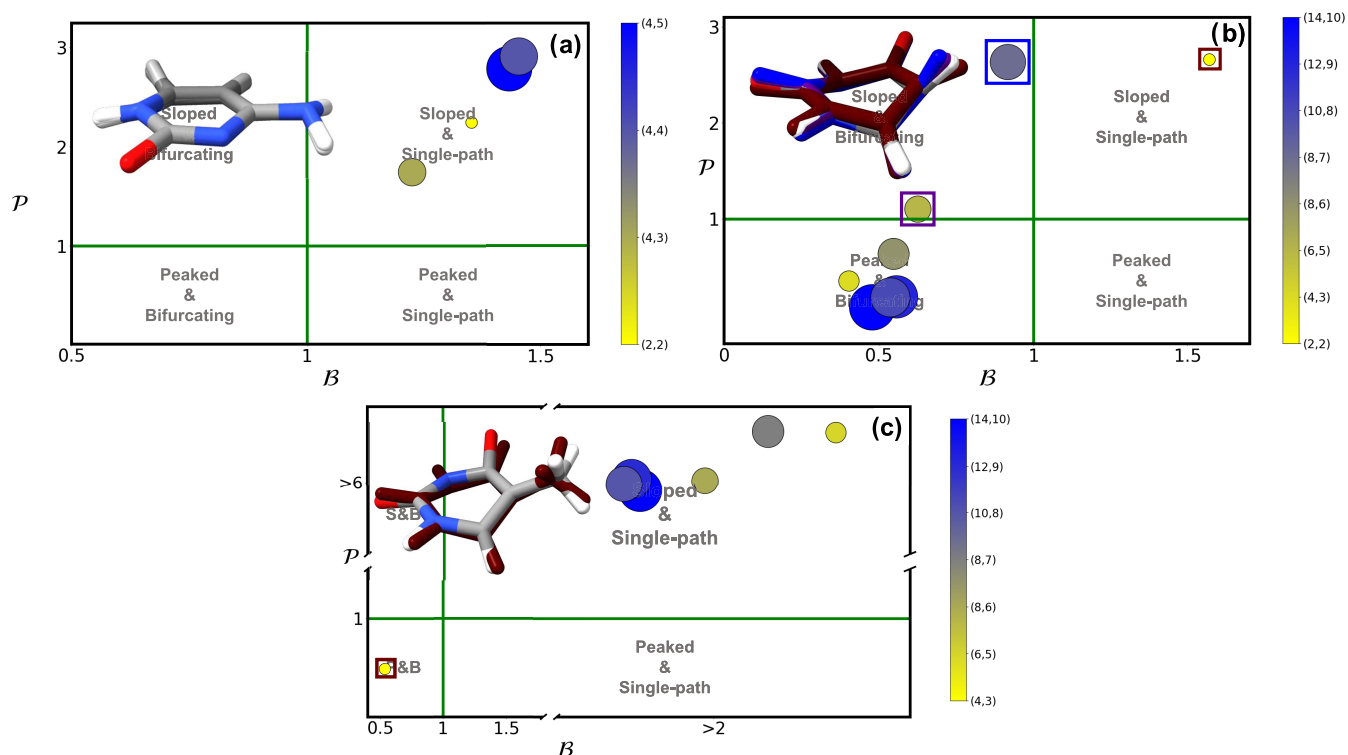 (a)
3
2
1
0.5
1
1.5
𝒫
ℬ
Sloped
Bifurcating
Sloped
&
Single-path
Peaked
&
Bifurcating
Peaked
&
Single-path
(4,5)
(4,4)
(4,3)
(2,2)
(b)
3
2
1
0
0.5
1
1.5
𝒫
ℬ
Sloped
&
Bifurcating
Sloped
&
Single-path
Peaked
&
Bifurcating
Peaked
&
Single-path
(14,10)
(12,9)
(10,8)
(8,7)
(8,6)
(6,5)
(4,3)
(2,2)
(c)
>6
1
0.5
1
1.5
>2
𝒫
ℬ
S&B
Sloped
&
Single-path
&B
Peaked
&
Single-path
(14,10)
(12,9)
(10,8)
(8,7)
(8,6)
(6,5)
(4,3)